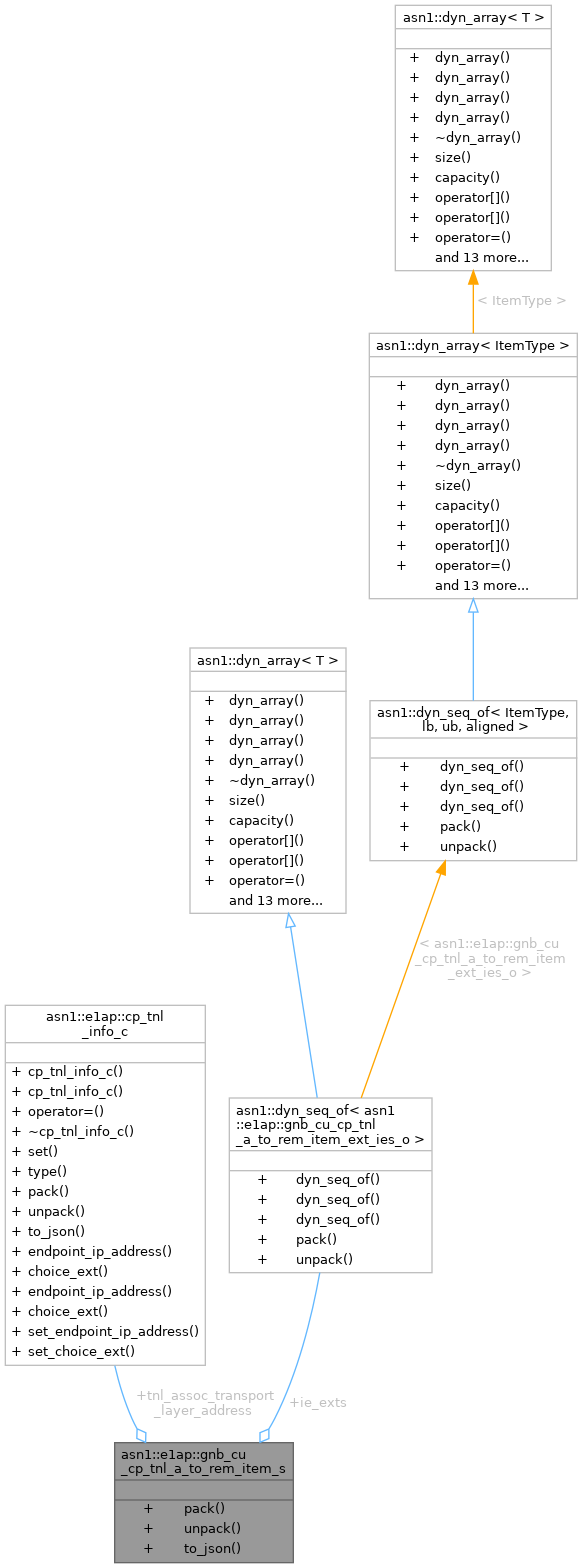 asn1::dyn_array< T >
+ dyn_array()
+ dyn_array()
+ dyn_array()
+ dyn_array()
+ ~dyn_array()
+ size()
+ capacity()
+ operator[]()
+ operator[]()
+ operator=()
and 13 more...
< ItemType >
asn1::dyn_array< ItemType >
+ dyn_array()
+ dyn_array()
+ dyn_array()
+ dyn_array()
+ ~dyn_array()
+ size()
+ capacity()
+ operator[]()
+ operator[]()
+ operator=()
and 13 more...
asn1::dyn_array< T >
+ dyn_array()
+ dyn_array()
+ dyn_array()
+ dyn_array()
+ ~dyn_array()
+ size()
+ capacity()
+ operator[]()
+ operator[]()
+ operator=()
and 13 more...
asn1::dyn_seq_of< ItemType,
lb, ub, aligned >
+ dyn_seq_of()
+ dyn_seq_of()
+ dyn_seq_of()
+ pack()
+ unpack()
< asn1::e1ap::gnb_cu
_cp_tnl_a_to_rem_item
_ext_ies_o >
asn1::e1ap::cp_tnl
_info_c
+ cp_tnl_info_c()
+ cp_tnl_info_c()
+ operator=()
+ ~cp_tnl_info_c()
+ set()
+ type()
+ pack()
+ unpack()
+ to_json()
+ endpoint_ip_address()
+ choice_ext()
+ endpoint_ip_address()
+ choice_ext()
+ set_endpoint_ip_address()
+ set_choice_ext()
asn1::dyn_seq_of< asn1
::e1ap::gnb_cu_cp_tnl
_a_to_rem_item_ext_ies_o >
+ dyn_seq_of()
+ dyn_seq_of()
+ dyn_seq_of()
+ pack()
+ unpack()
+tnl_assoc_transport
_layer_address
+ie_exts
asn1::e1ap::gnb_cu
_cp_tnl_a_to_rem_item_s
+ pack()
+ unpack()
+ to_json()